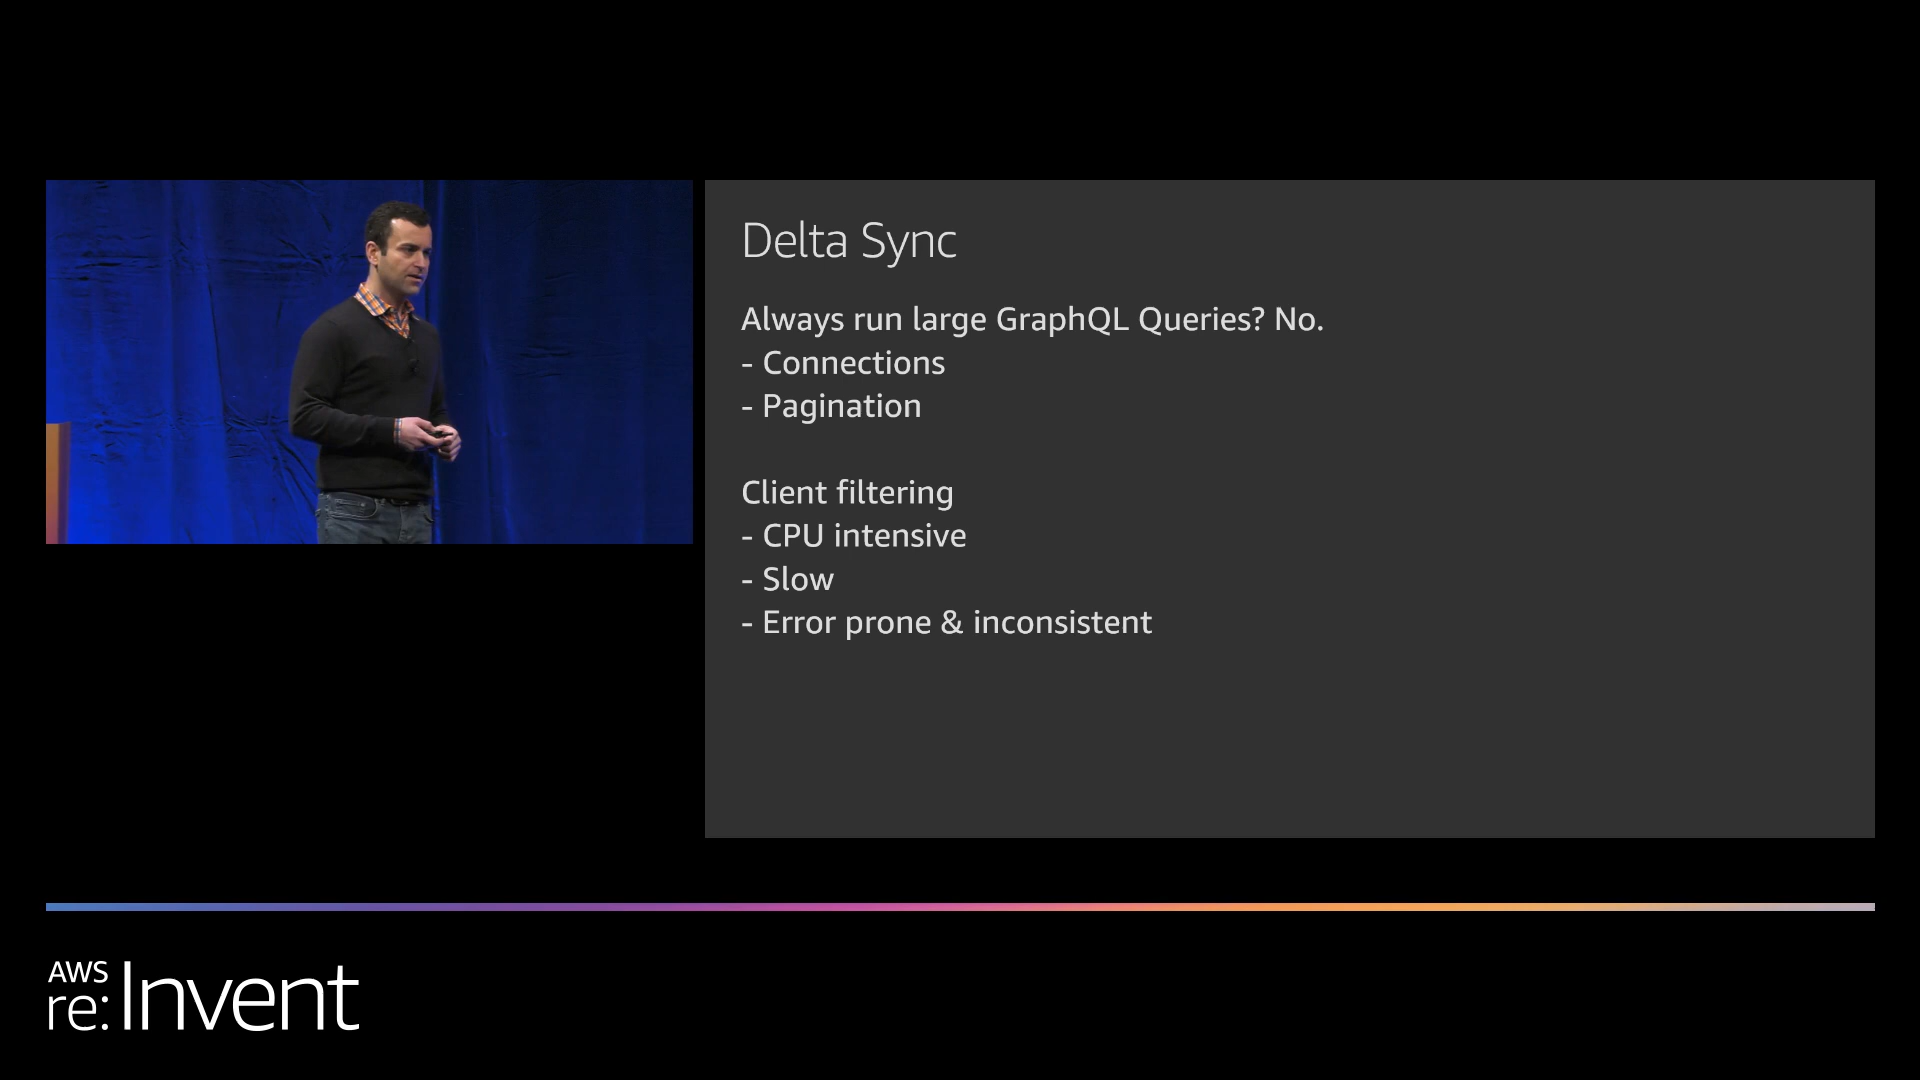 Delta Sync
Always run large GraphQL Queries? No.
- Connections
- Pagination
Client filtering
- CPU intensive
- Slow
- Error prone & inconsistent
AWS
re:Invent